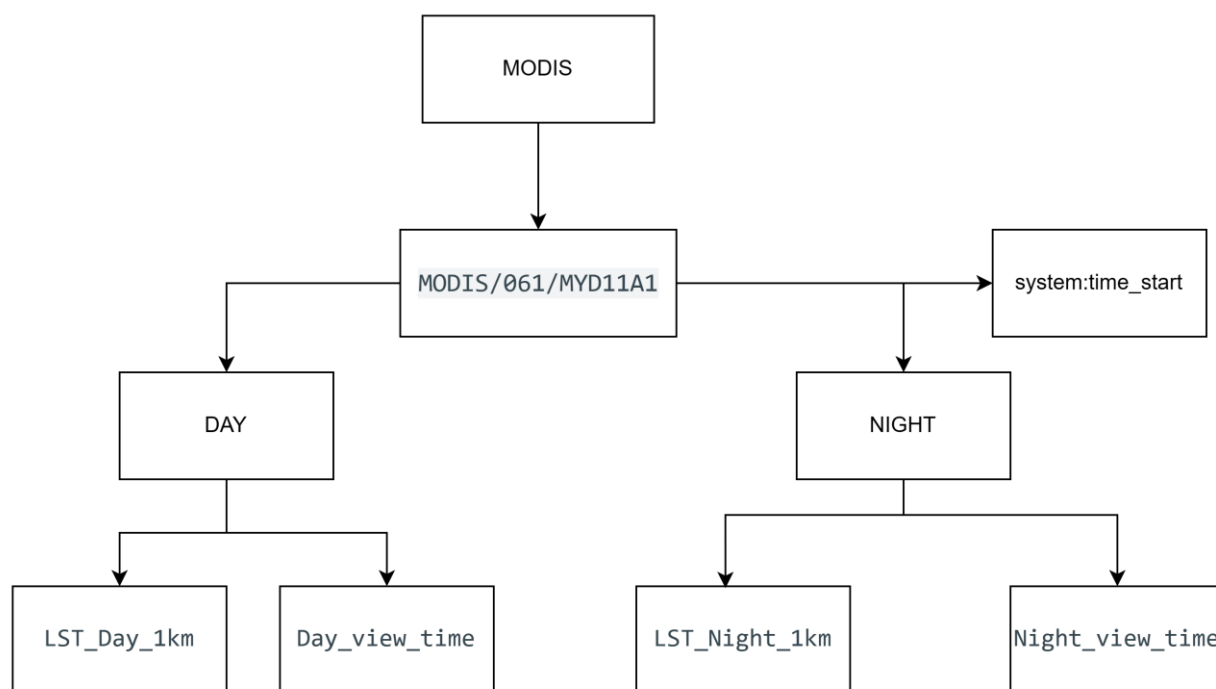 MODIS
MODIS/061/MYD11A1
system:time_start
DAY
NIGHT
LST_Day_1km
Day_view_time
LST_Night_1km
Night_view_time